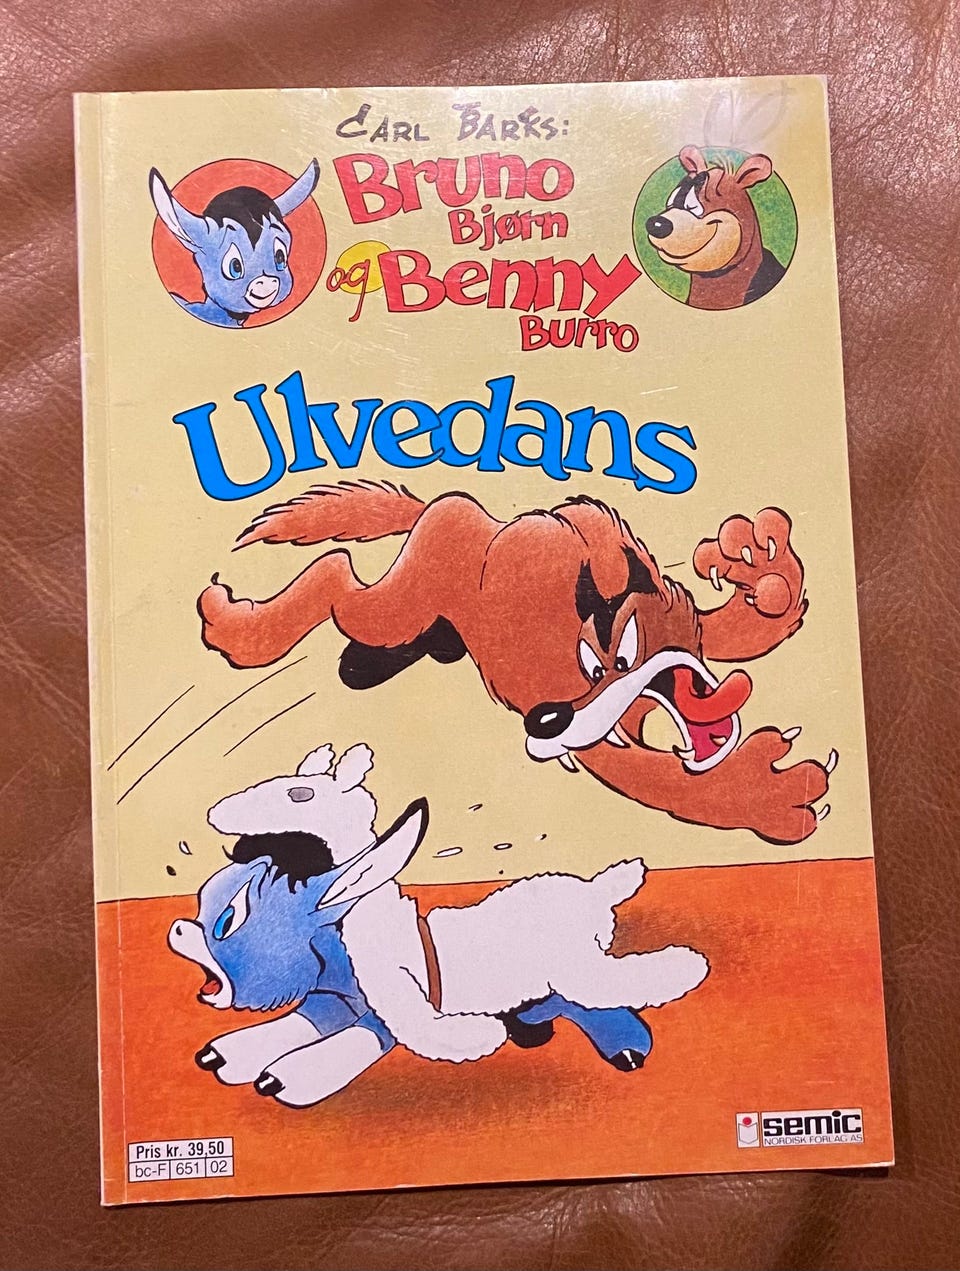 CARL BARKS:
Bruno
Bjørn
og Benny
Burro
Ulvedans
semic
NORDISK FORLAG AS
Pris kr. 39,50
bc-F 651 02